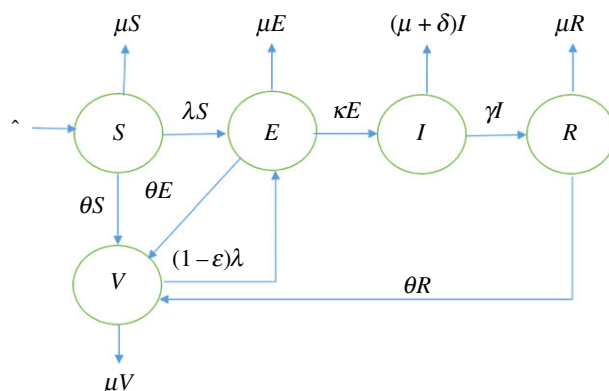 μS μE (μ + δ)I μR
ˆ S λS E κE I γI R
θS θE
V (1 – ε)λ θR
μV